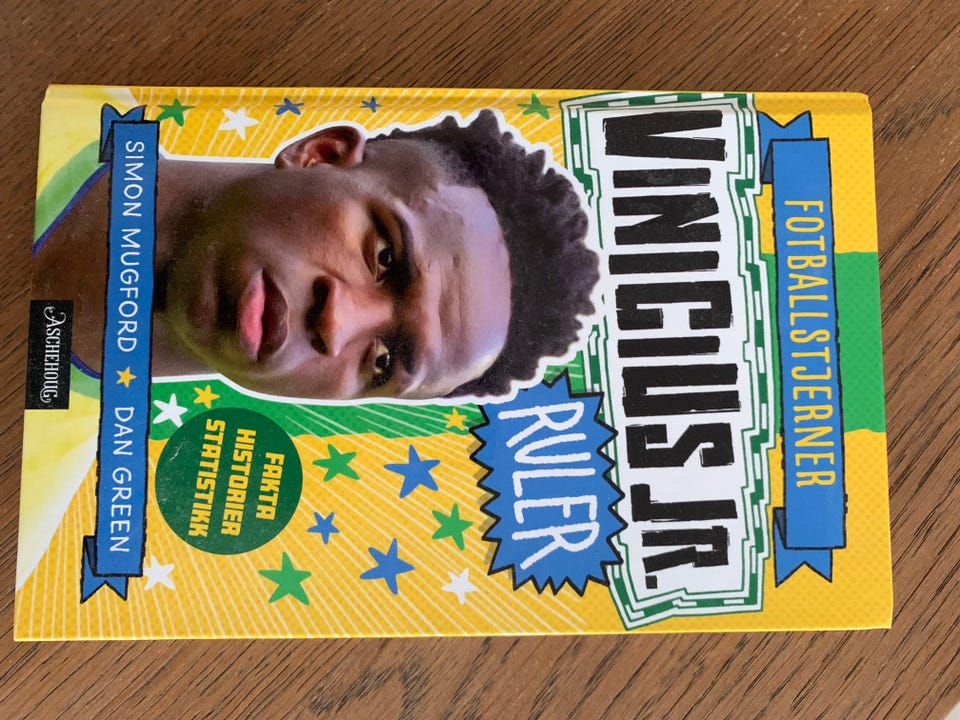 FOTBALLSTJERNER
VINICIUS JR.
RULER
FAKTA
HISTORIER
STATISTIKK
SIMON MUGFORD ★ DAN GREEN
ASCHEHOUG